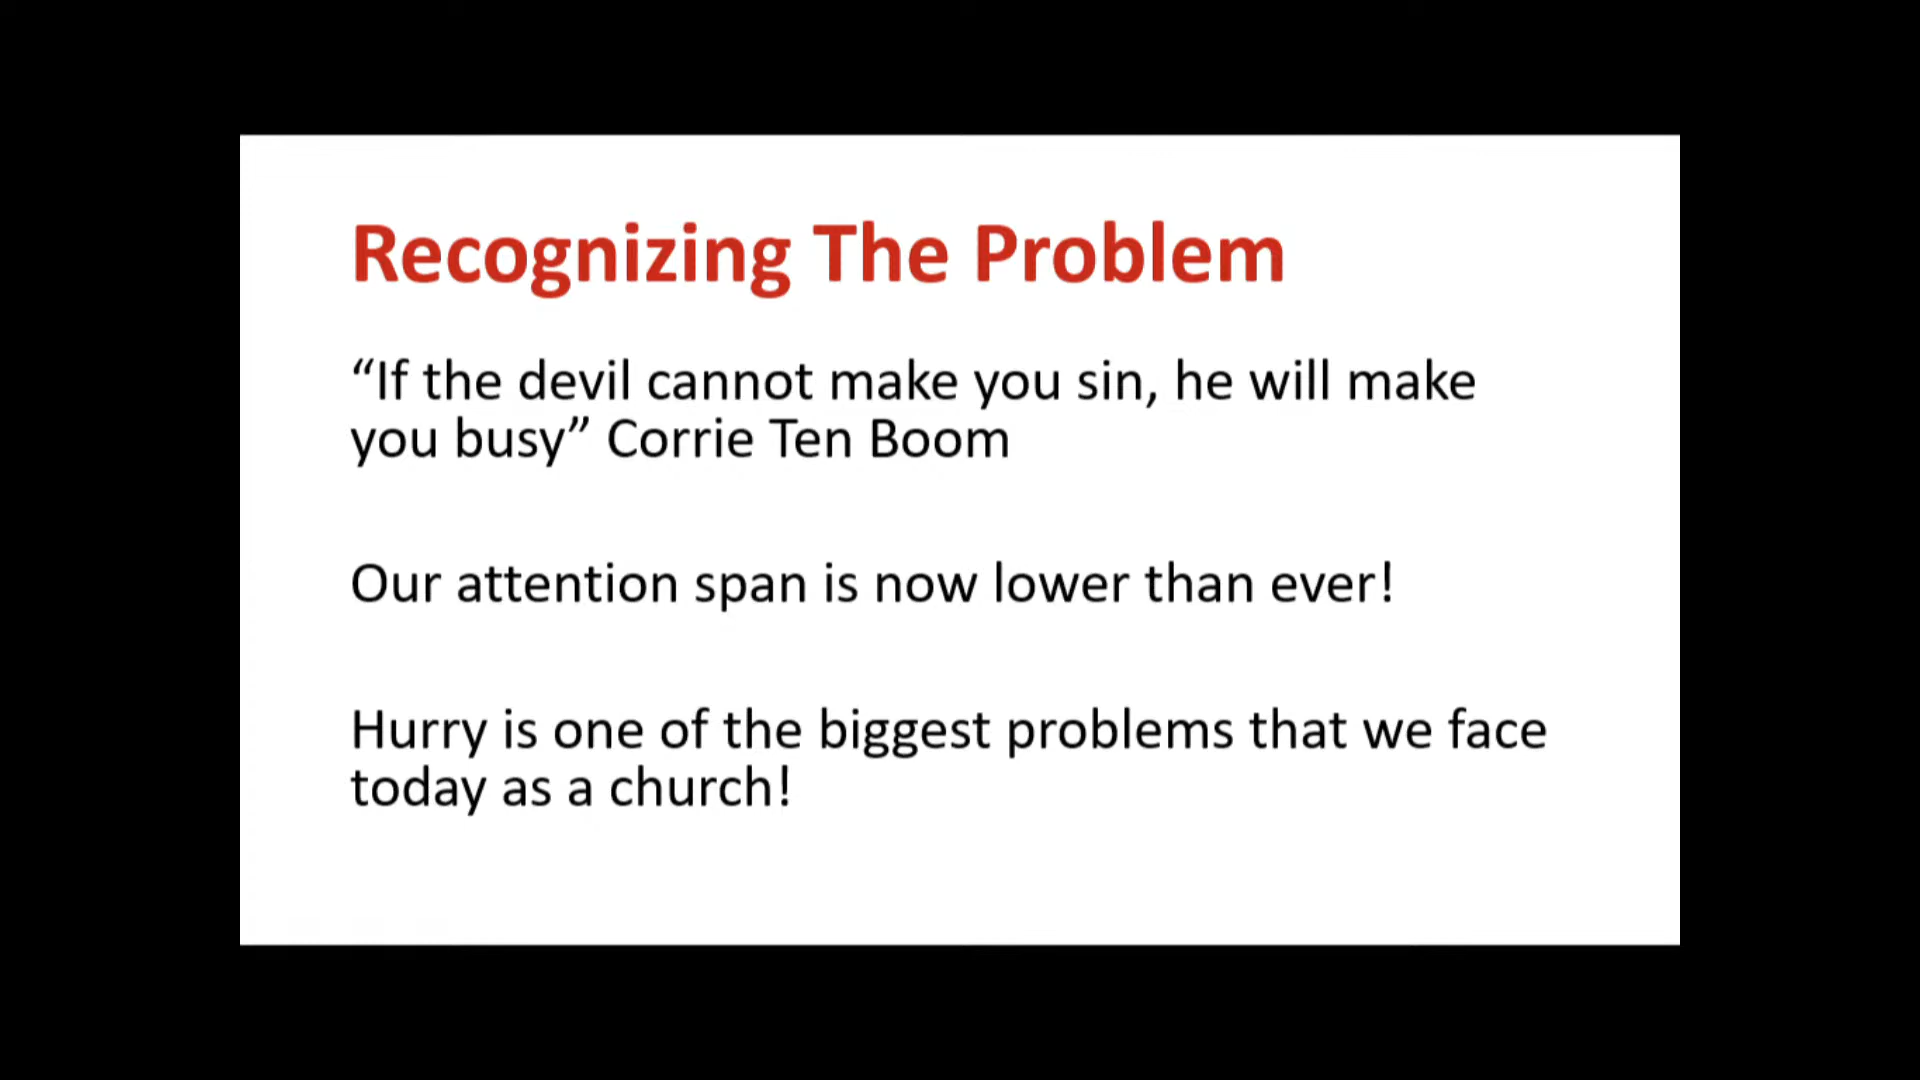 Recognizing The Problem
“If the devil cannot make you sin, he will make
you busy” Corrie Ten Boom
Our attention span is now lower than ever!
Hurry is one of the biggest problems that we face
today as a church!